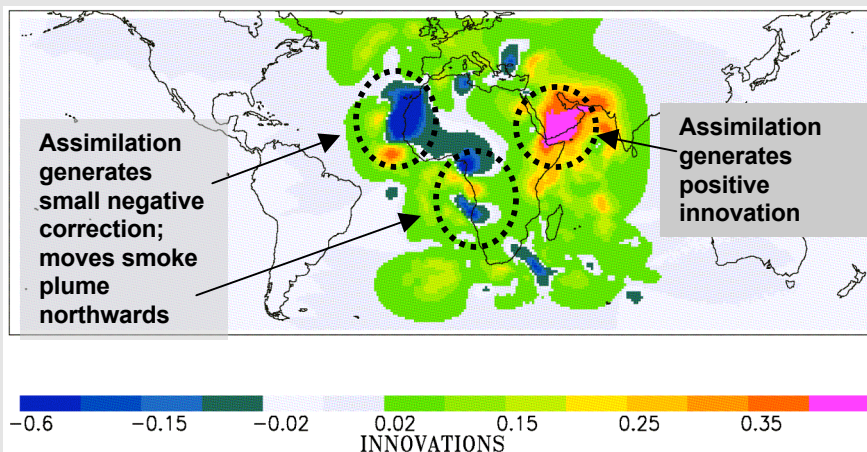 Assimilation
generates
small negative
correction;
moves smoke
plume
northwards
Assimilation
generates
positive
innovation
-0.6 -0.15 -0.02 0.02 0.15 0.25 0.35
INNOVATIONS